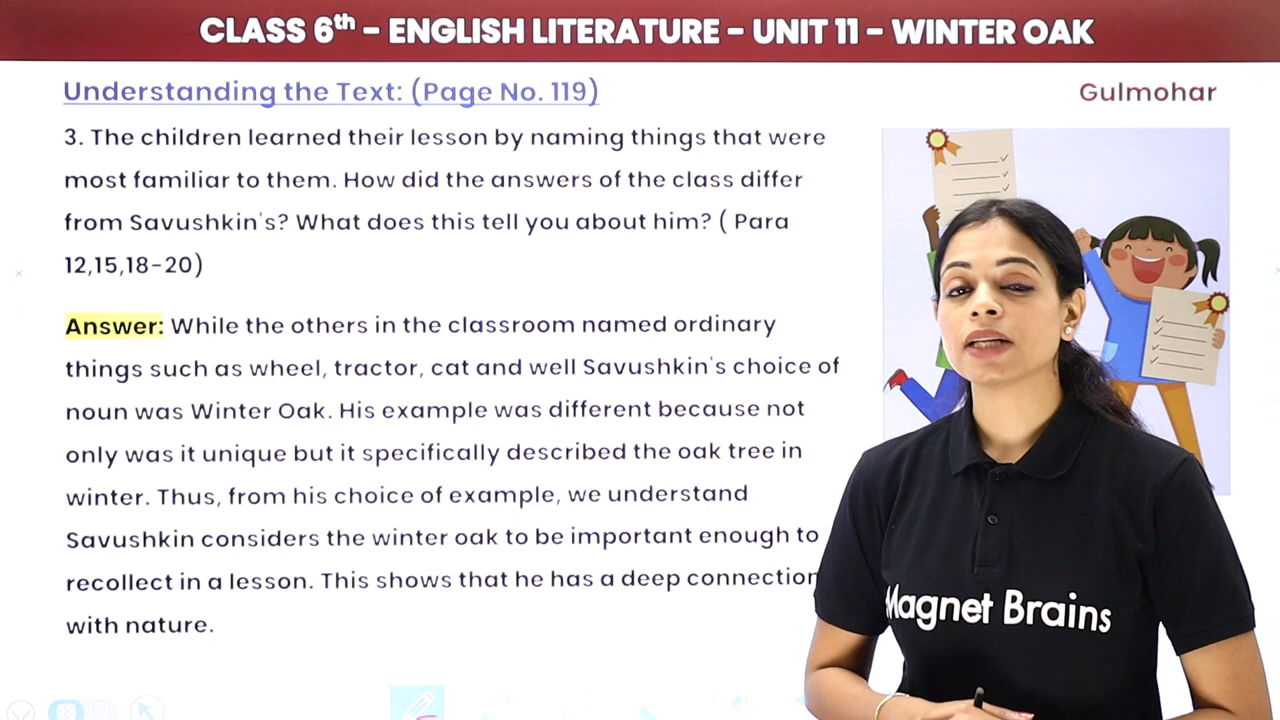 CLASS 6th – ENGLISH LITERATURE – UNIT 11 – WINTER OAK
Understanding the Text: (Page No. 119)
Gulmohar
3. The children learned their lesson by naming things that were
most familiar to them. How did the answers of the class differ
from Savushkin's? What does this tell you about him? ( Para
12,15,18-20)
Answer: While the others in the classroom named ordinary
things such as wheel, tractor, cat and well Savushkin's choice of
noun was Winter Oak. His example was different because not
only was it unique but it specifically described the oak tree in
winter. Thus, from his choice of example, we understand
Savushkin considers the winter oak to be important enough to
recollect in a lesson. This shows that he has a deep connection
with nature.
Magnet Brains